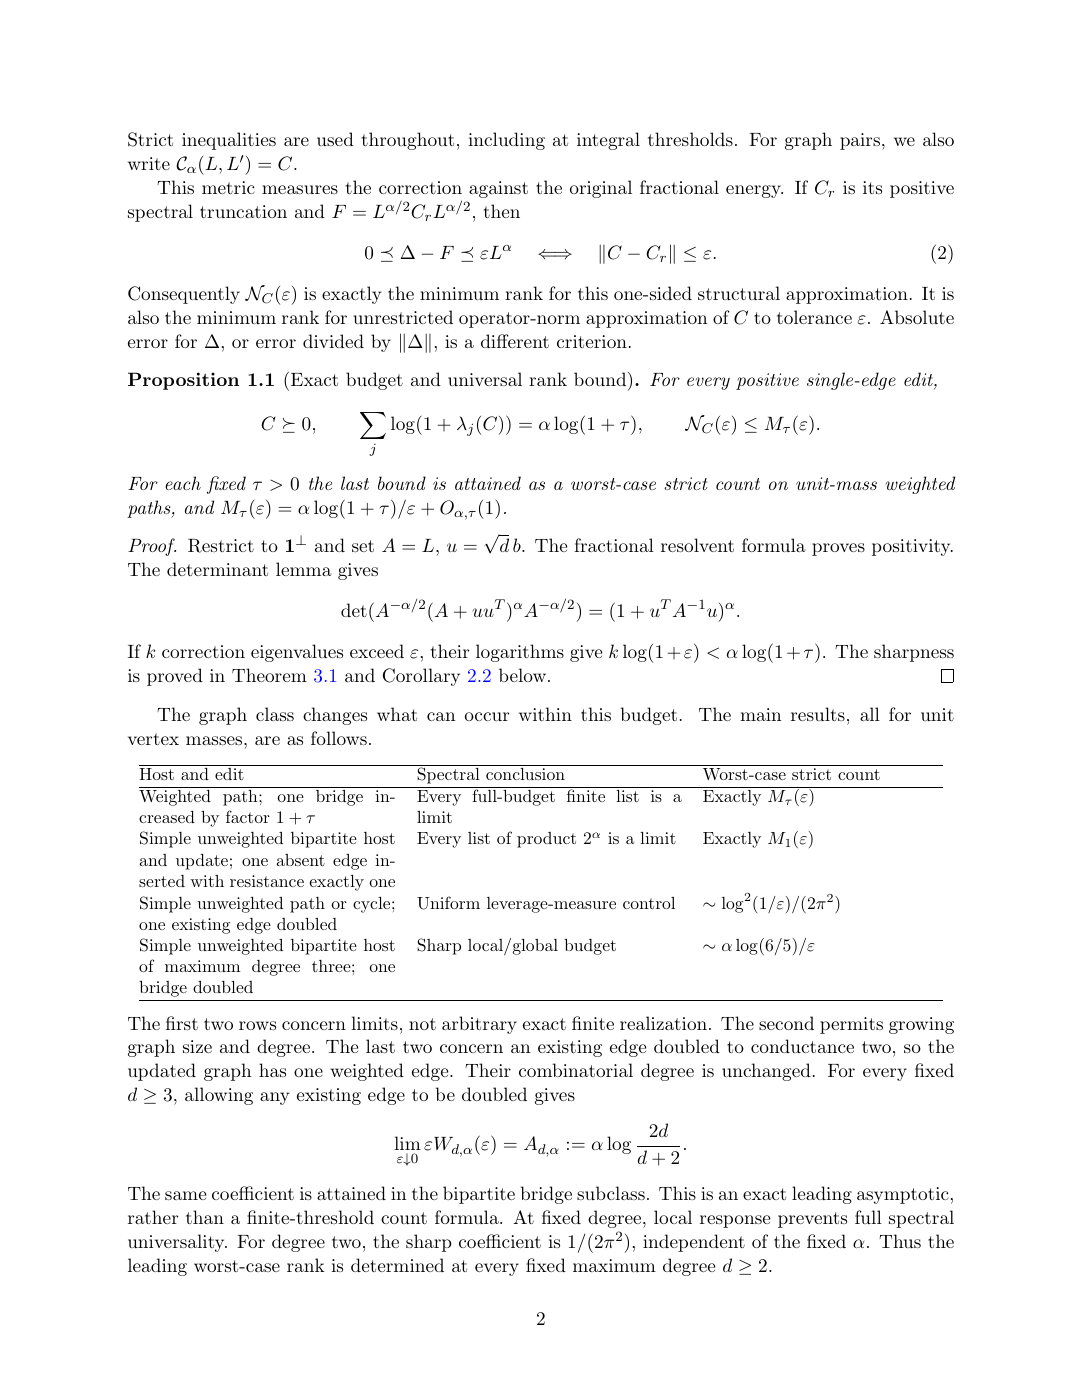 Strict inequalities are used throughout, including at integral thresholds. For graph pairs, we also
write 𝒞α(L, L′) = C.
This metric measures the correction against the original fractional energy. If Cr is its positive
spectral truncation and F = L^{α/2}CrL^{α/2}, then
0 ⪯ Δ − F ⪯ εL^α ⟺ ‖C − Cr‖ ≤ ε. (2)
Consequently 𝒩C(ε) is exactly the minimum rank for this one-sided structural approximation. It is
also the minimum rank for unrestricted operator-norm approximation of C to tolerance ε. Absolute
error for Δ, or error divided by ‖Δ‖, is a different criterion.
Proposition 1.1 (Exact budget and universal rank bound). For every positive single-edge edit,
C ⪰ 0, ∑_j log(1 + λj(C)) = α log(1 + τ), 𝒩C(ε) ≤ Mτ(ε).
For each fixed τ > 0 the last bound is attained as a worst-case strict count on unit-mass weighted
paths, and Mτ(ε) = α log(1 + τ)/ε + Oα,τ(1).
Proof. Restrict to 1^⊥ and set A = L, u = √d b. The fractional resolvent formula proves positivity.
The determinant lemma gives
det(A^{−α/2}(A + uu^T)^αA^{−α/2}) = (1 + u^TA^{−1}u)^α.
If k correction eigenvalues exceed ε, their logarithms give k log(1+ε) < α log(1+τ). The sharpness
is proved in Theorem 3.1 and Corollary 2.2 below. □
The graph class changes what can occur within this budget. The main results, all for unit
vertex masses, are as follows.
Host and edit Spectral conclusion Worst-case strict count
Weighted path; one bridge in- Every full-budget finite list is a Exactly Mτ(ε)
creased by factor 1 + τ limit
Simple unweighted bipartite host Every list of product 2^α is a limit Exactly M1(ε)
and update; one absent edge in-
serted with resistance exactly one
Simple unweighted path or cycle; Uniform leverage-measure control ∼ log²(1/ε)/(2π²)
one existing edge doubled
Simple unweighted bipartite host Sharp local/global budget ∼ α log(6/5)/ε
of maximum degree three; one
bridge doubled
The first two rows concern limits, not arbitrary exact finite realization. The second permits growing
graph size and degree. The last two concern an existing edge doubled to conductance two, so the
updated graph has one weighted edge. Their combinatorial degree is unchanged. For every fixed
d ≥ 3, allowing any existing edge to be doubled gives
lim_{ε↓0} εW_{d,α}(ε) = A_{d,α} := α log 2d/(d + 2).
The same coefficient is attained in the bipartite bridge subclass. This is an exact leading asymptotic,
rather than a finite-threshold count formula. At fixed degree, local response prevents full spectral
universality. For degree two, the sharp coefficient is 1/(2π²), independent of the fixed α. Thus the
leading worst-case rank is determined at every fixed maximum degree d ≥ 2.
2